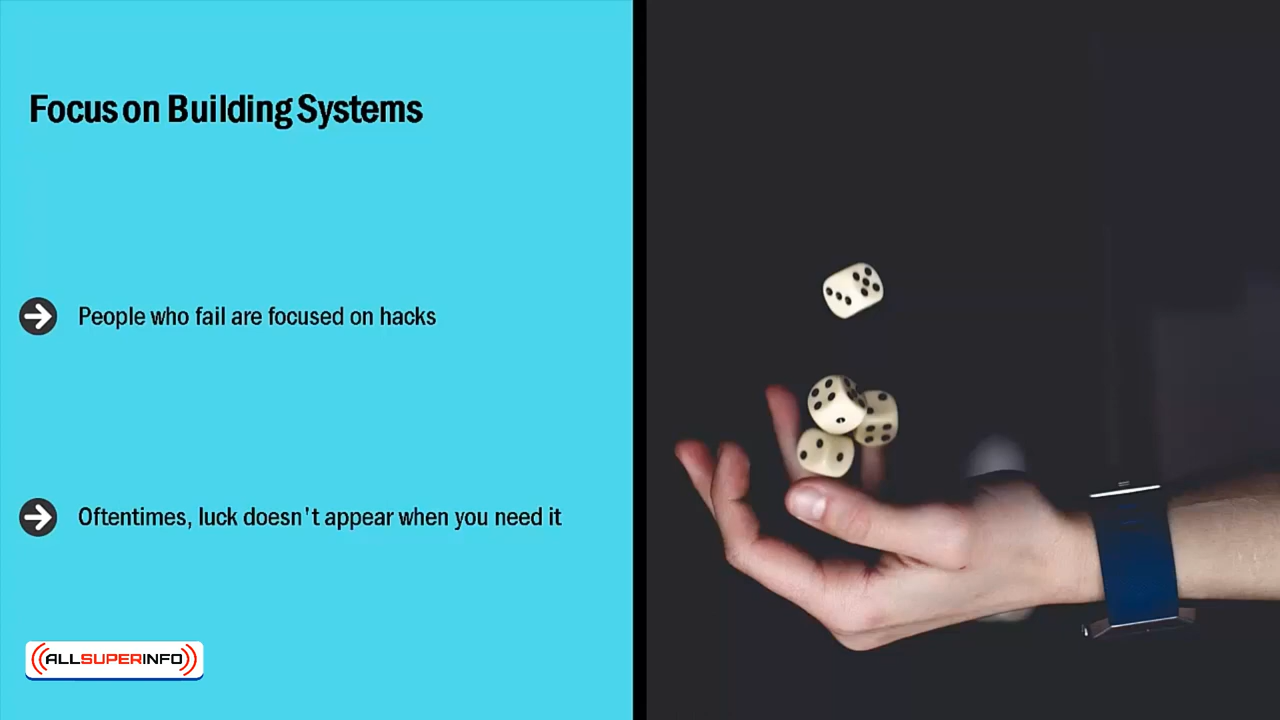 Focus on Building Systems
People who fail are focused on hacks
Oftentimes, luck doesn't appear when you need it
ALLSUPERINFO